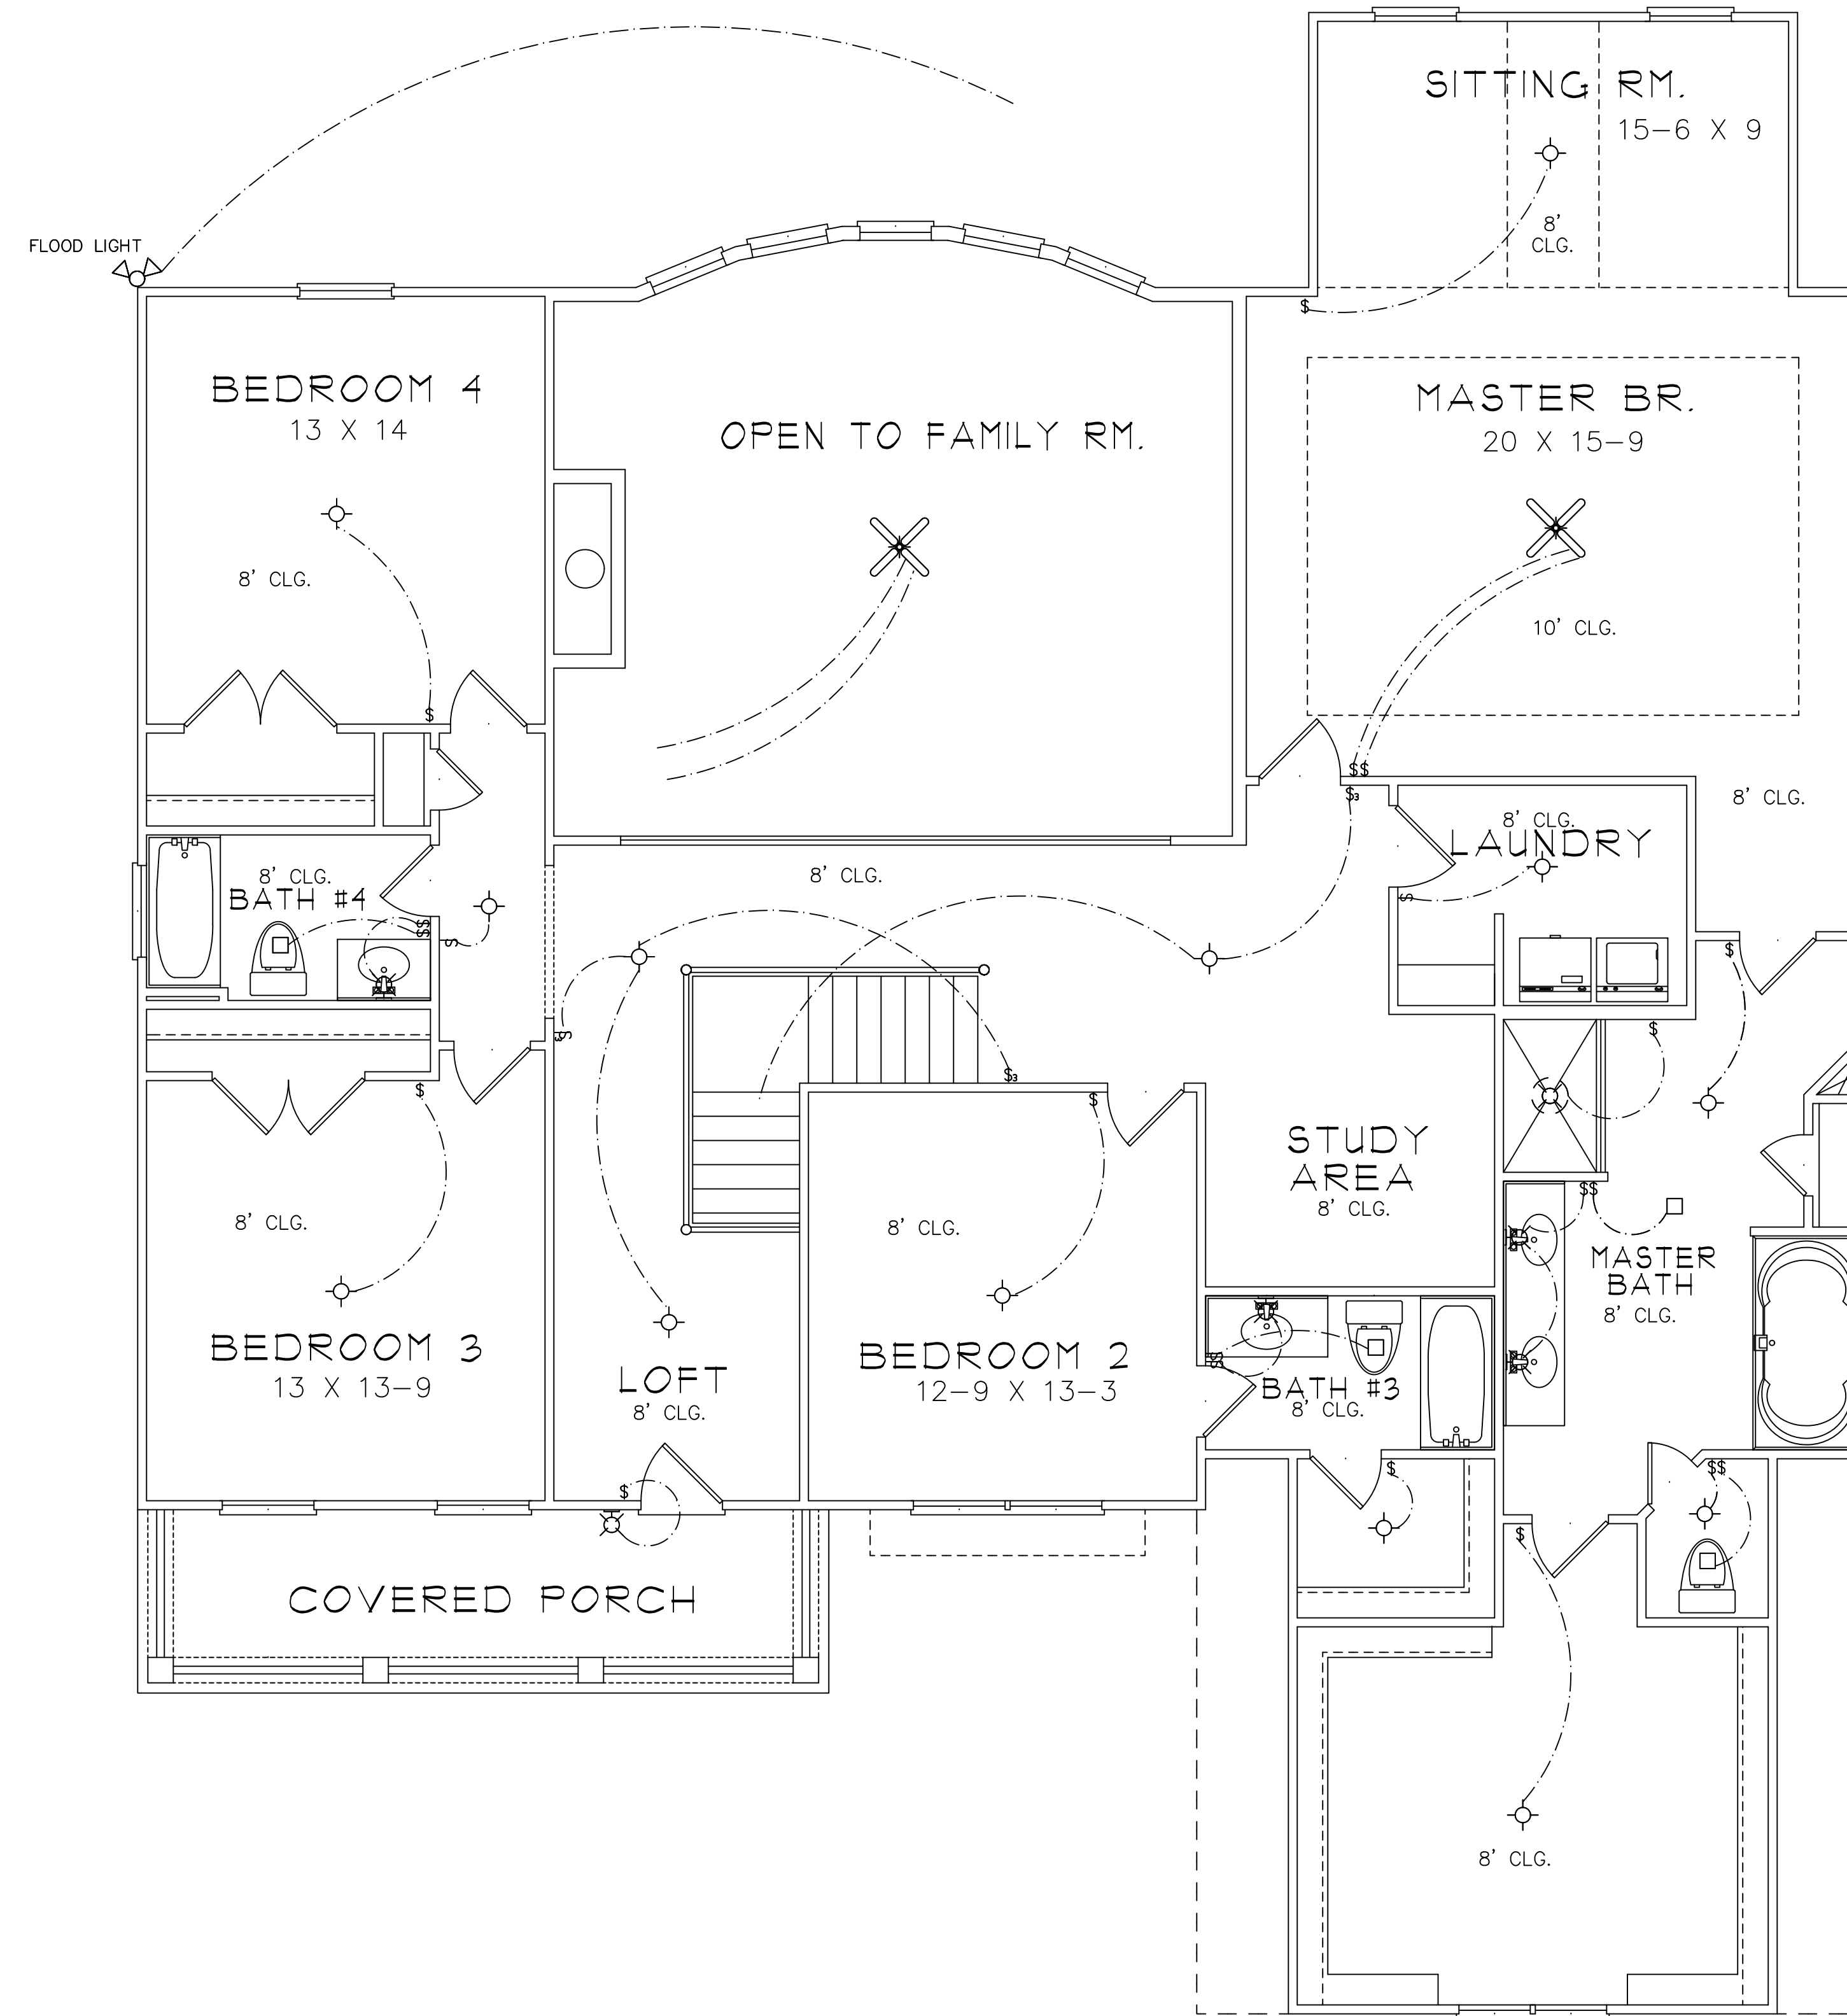 SITTING RM.
15-6 X 9
8'
CLG.
FLOOD LIGHT
$
BEDROOM 4
13 X 14
8' CLG.
$
OPEN TO FAMILY RM.
MASTER BR.
20 X 15-9
10' CLG.
$$
$3
8' CLG.
8' CLG.
LAUNDRY
$
8' CLG.
8' CLG.
BATH #4
$$
$
$
$3
$3
$
$
$
8' CLG.
BEDROOM 3
13 X 13-9
LOFT
8' CLG.
8' CLG.
BEDROOM 2
12-9 X 13-3
STUDY
AREA
8' CLG.
$$
MASTER
BATH
8' CLG.
$$
BATH #3
8' CLG.
$
$
$$
$
COVERED PORCH
8' CLG.